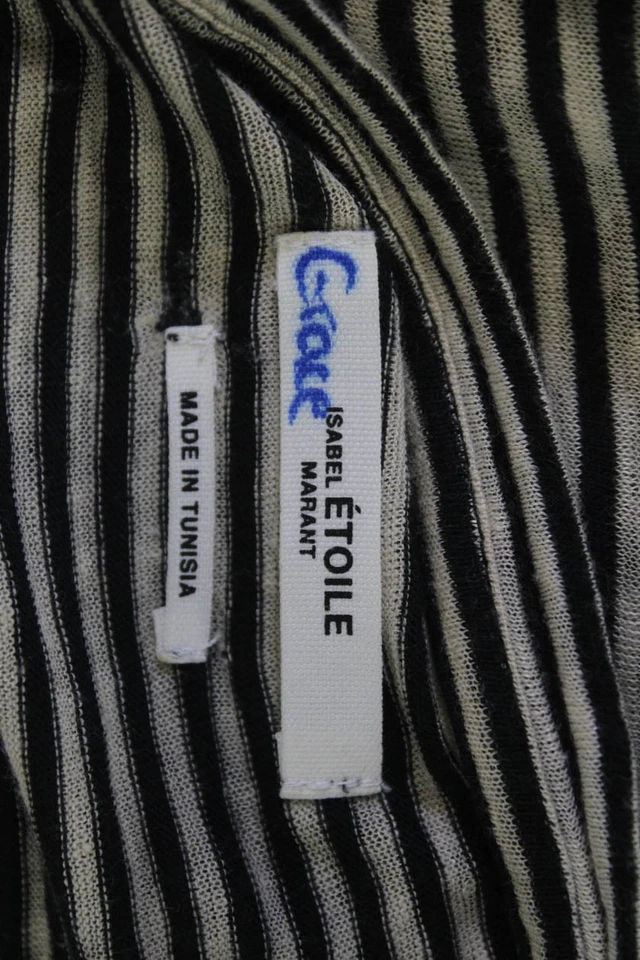 MADE IN TUNISIA
Grace
ISABEL
MARANT
ÉTOILE